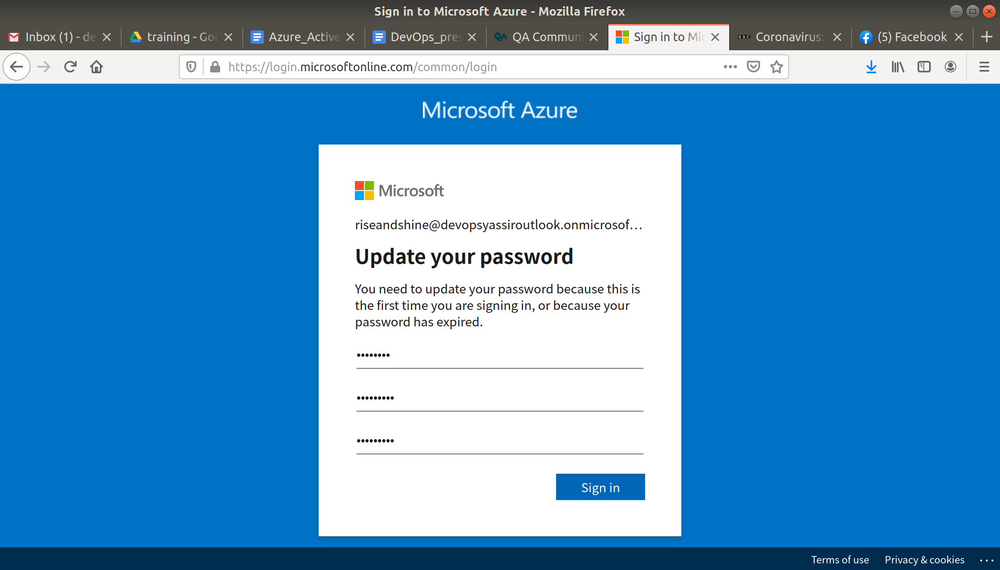 Sign in to Microsoft Azure - Mozilla Firefox
Inbox (1) - de
training - Goo
Azure_Active
DevOps_pres
QA Communi
Sign in to Mic
BBC Coronavirus:
(5) Facebook
https://login.microsoftonline.com/common/login
Microsoft Azure
Microsoft
riseandshine@devopsyassiroutlook.onmicrosof...
Update your password
You need to update your password because this is
the first time you are signing in, or because your
password has expired.
••••••••
•••••••••
•••••••••
Sign in
Terms of use
Privacy & cookies